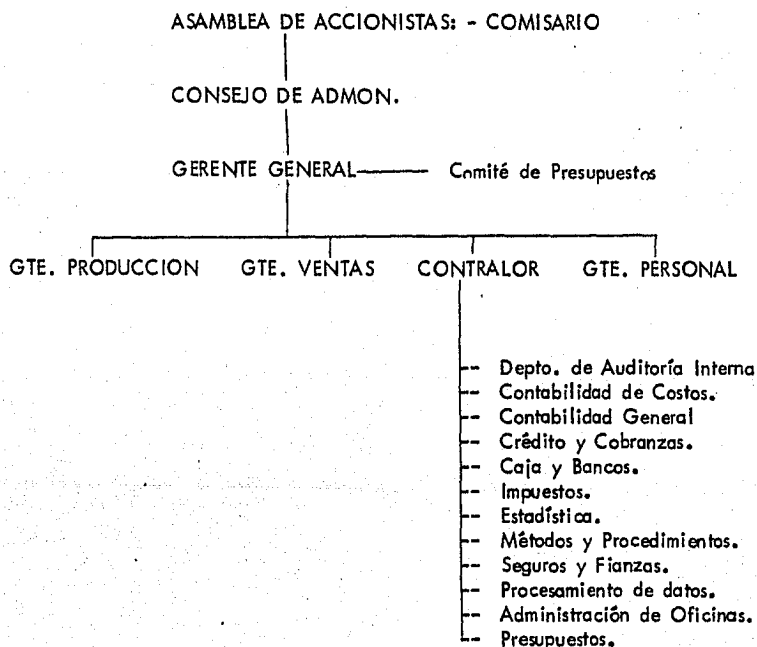 ASAMBLEA DE ACCIONISTAS: - COMISARIO
CONSEJO DE ADMON.
GERENTE GENERAL Comité de Presupuestos
GTE. PRODUCCION GTE. VENTAS CONTRALOR GTE. PERSONAL
-- Depto. de Auditoría Interna
-- Contabilidad de Costos.
-- Contabilidad General
-- Crédito y Cobranzas.
-- Caja y Bancos.
-- Impuestos.
-- Estadística.
-- Métodos y Procedimientos.
-- Seguros y Fianzas.
-- Procesamiento de datos.
-- Administración de Oficinas.
-- Presupuestos.